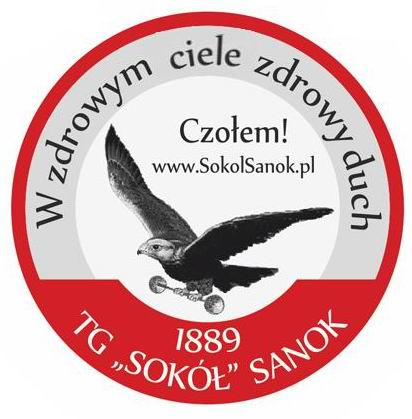 W zdrowym ciele zdrowy duch
Czołem!
www.SokolSanok.pl
1889
TG „SOKÓŁ” SANOK